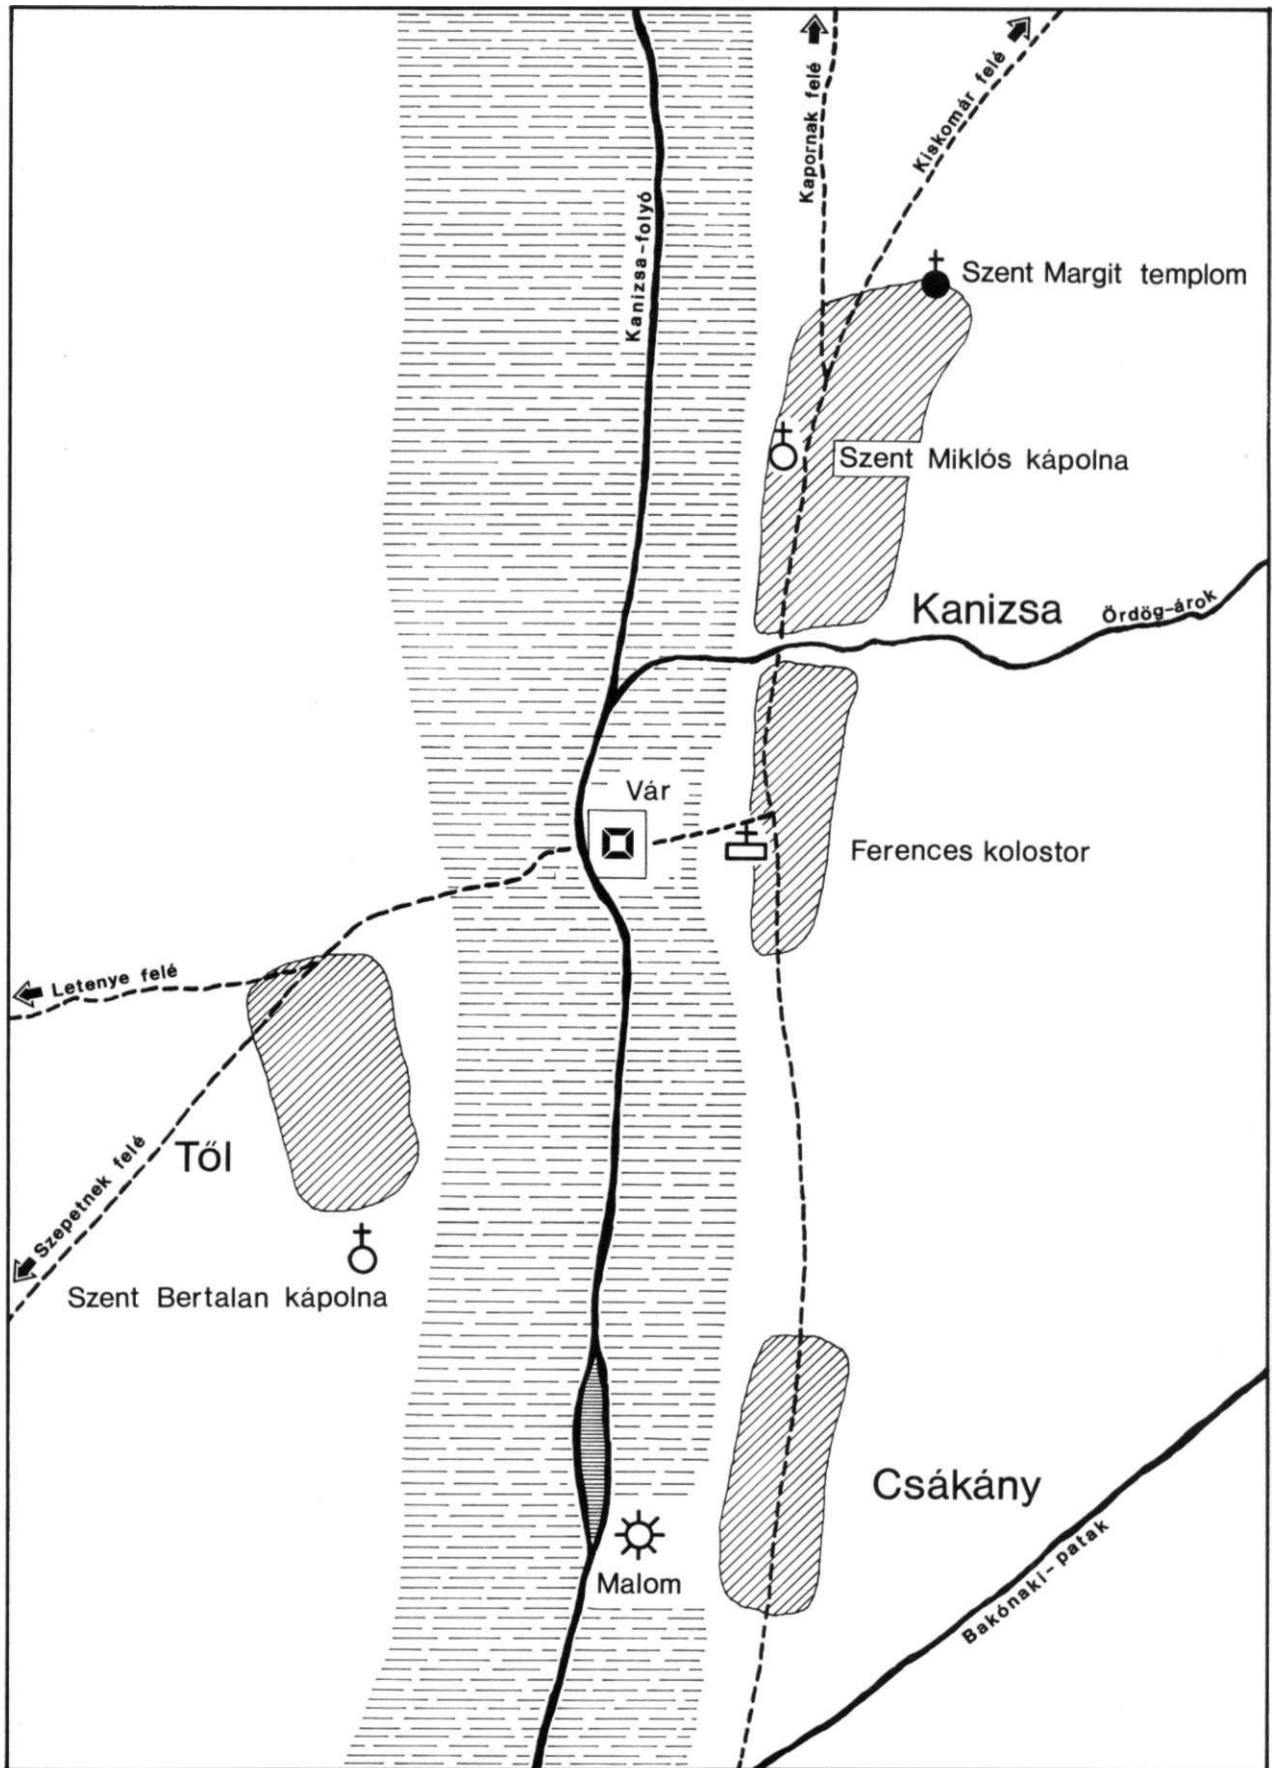 Kapornak felé
Kiskomár felé
Kanizsa-folyó
Szent Margit templom
Szent Miklós kápolna
Kanizsa
Ördög-árok
Vár
Ferences kolostor
Letenye felé
Től
Szepetnek felé
Szent Bertalan kápolna
Csákány
Malom
Bakónaki-patak